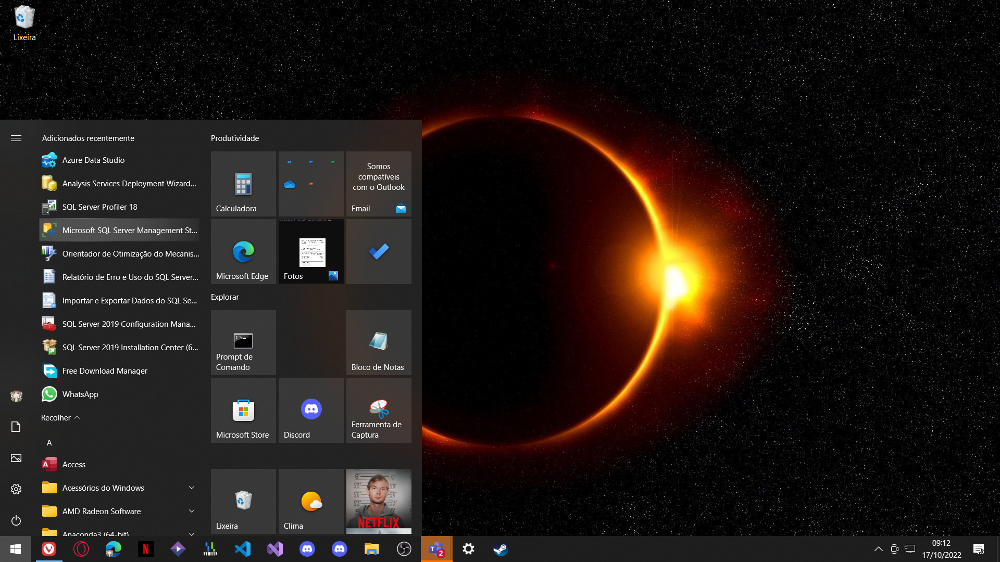 Lixeira
Adicionados recentemente
Azure Data Studio
Analysis Services Deployment Wizard...
SQL Server Profiler 18
Microsoft SQL Server Management St...
Orientador de Otimização do Mecanis...
Relatório de Erro e Uso do SQL Server...
Importar e Exportar Dados do SQL Se...
SQL Server 2019 Configuration Mana...
SQL Server 2019 Installation Center (6...
Free Download Manager
WhatsApp
Recolher
A
Access
Acessórios do Windows
AMD Radeon Software
Anaconda3 (64-bit)
Produtividade
Calculadora
Somos
compatíveis
com o Outlook
Email
Microsoft Edge
Fotos
Explorar
Prompt de
Comando
Bloco de Notas
Microsoft Store
Discord
Ferramenta de
Captura
Lixeira
Clima
NETFLIX
2
09:12
17/10/2022